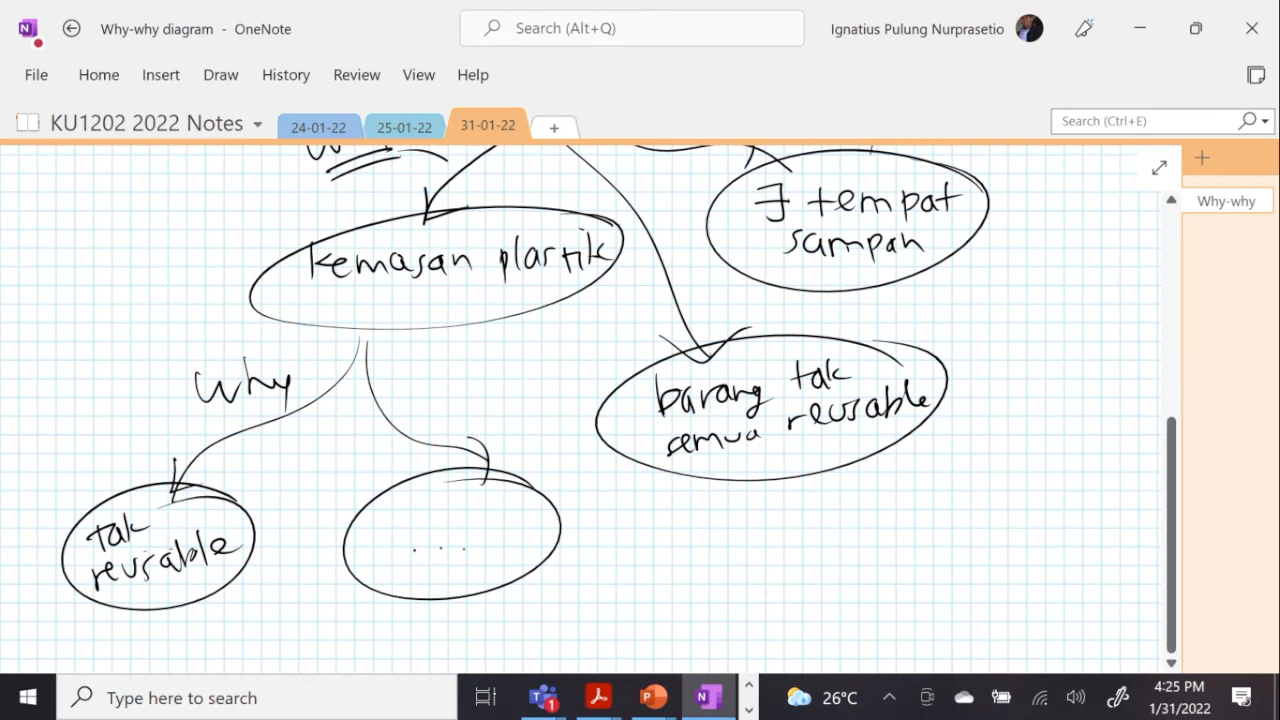 Why-why diagram - OneNote
Search (Alt+Q)
Ignatius Pulung Nurprasetio
File Home Insert Draw History Review View Help
KU1202 2022 Notes
24-01-22
25-01-22
31-01-22
Search (Ctrl+E)
Why-why
∃ tempat
sampah
kemasan plastik
Why
barang tak
semua reusable
tak
reusable
...
Type here to search
1
26°C
4:25 PM
1/31/2022